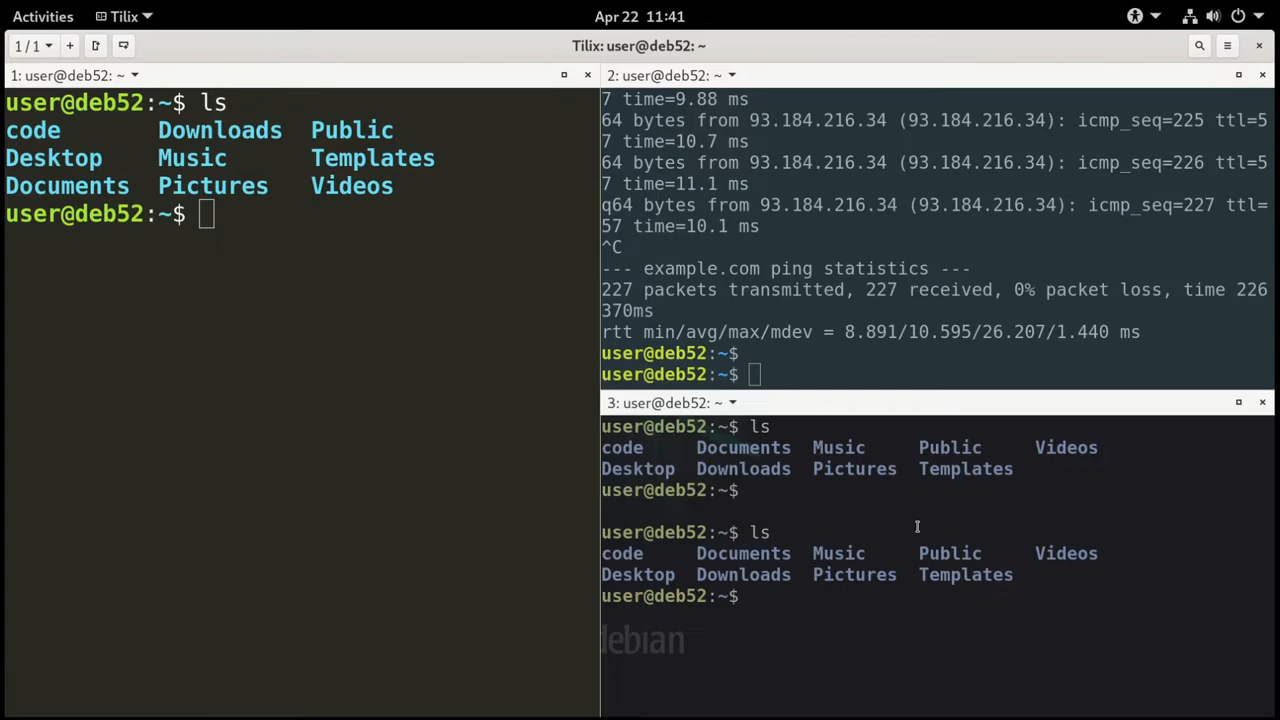 Activities Tilix Apr 22 11:41
1/1 + Tilix: user@deb52: ~
1: user@deb52: ~
user@deb52:~$ ls
code Downloads Public
Desktop Music Templates
Documents Pictures Videos
user@deb52:~$
2: user@deb52: ~
7 time=9.88 ms
64 bytes from 93.184.216.34 (93.184.216.34): icmp_seq=225 ttl=5
7 time=10.7 ms
64 bytes from 93.184.216.34 (93.184.216.34): icmp_seq=226 ttl=5
7 time=11.1 ms
q64 bytes from 93.184.216.34 (93.184.216.34): icmp_seq=227 ttl=
57 time=10.1 ms
^C
--- example.com ping statistics ---
227 packets transmitted, 227 received, 0% packet loss, time 226
370ms
rtt min/avg/max/mdev = 8.891/10.595/26.207/1.440 ms
user@deb52:~$
user@deb52:~$
3: user@deb52: ~
user@deb52:~$ ls
code Documents Music Public Videos
Desktop Downloads Pictures Templates
user@deb52:~$
user@deb52:~$ ls
code Documents Music Public Videos
Desktop Downloads Pictures Templates
user@deb52:~$
debian